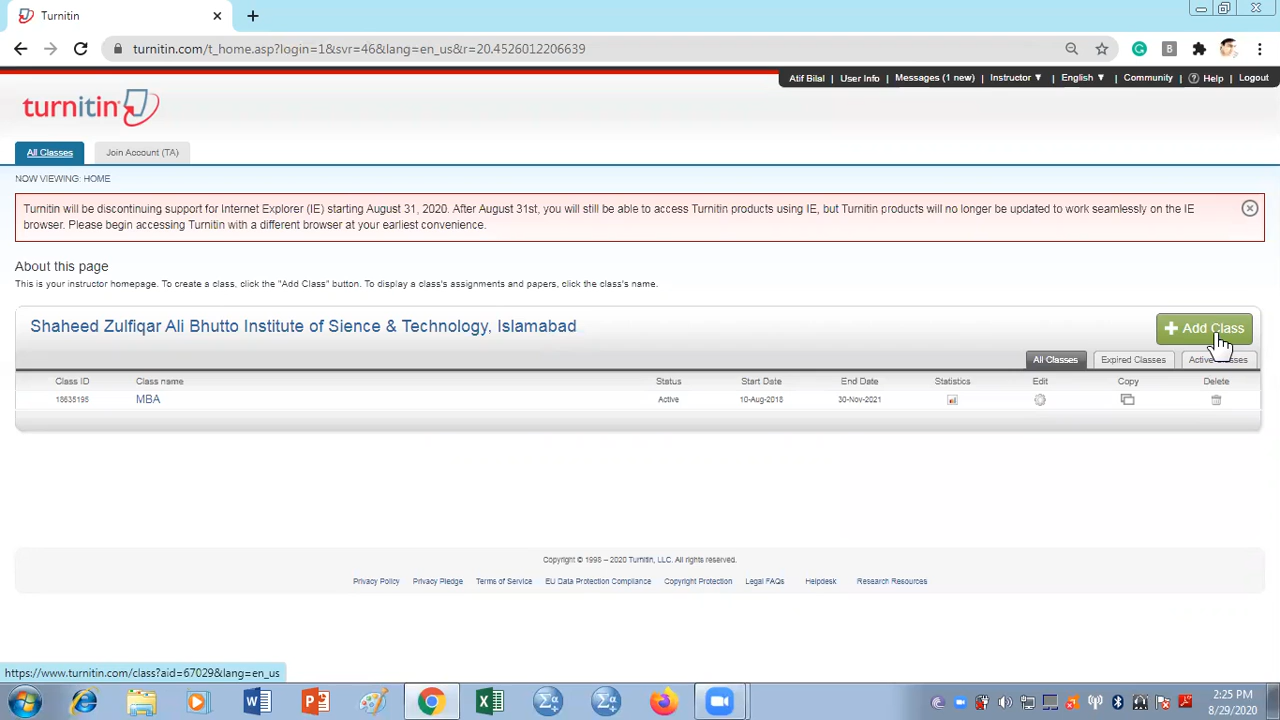 Turnitin
turnitin.com/t_home.asp?login=1&svr=46&lang=en_us&r=20.4526012206639
Atif Bilal User Info Messages (1 new) Instructor ▼ English ▼ Community Help Logout
turnitin
All Classes Join Account (TA)
NOW VIEWING: HOME
Turnitin will be discontinuing support for Internet Explorer (IE) starting August 31, 2020. After August 31st, you will still be able to access Turnitin products using IE, but Turnitin products will no longer be updated to work seamlessly on the IE
browser. Please begin accessing Turnitin with a different browser at your earliest convenience.
About this page
This is your instructor homepage. To create a class, click the "Add Class" button. To display a class's assignments and papers, click the class's name.
Shaheed Zulfiqar Ali Bhutto Institute of Sience & Technology, Islamabad
Add Class
All Classes Expired Classes Active Classes
Class ID Class name Status Start Date End Date Statistics Edit Copy Delete
18635195 MBA Active 10-Aug-2018 30-Nov-2021
Copyright © 1998 – 2020 Turnitin, LLC. All rights reserved.
Privacy Policy Privacy Pledge Terms of Service EU Data Protection Compliance Copyright Protection Legal FAQs Helpdesk Research Resources
https://www.turnitin.com/class?aid=67029&lang=en_us
2:25 PM
8/29/2020